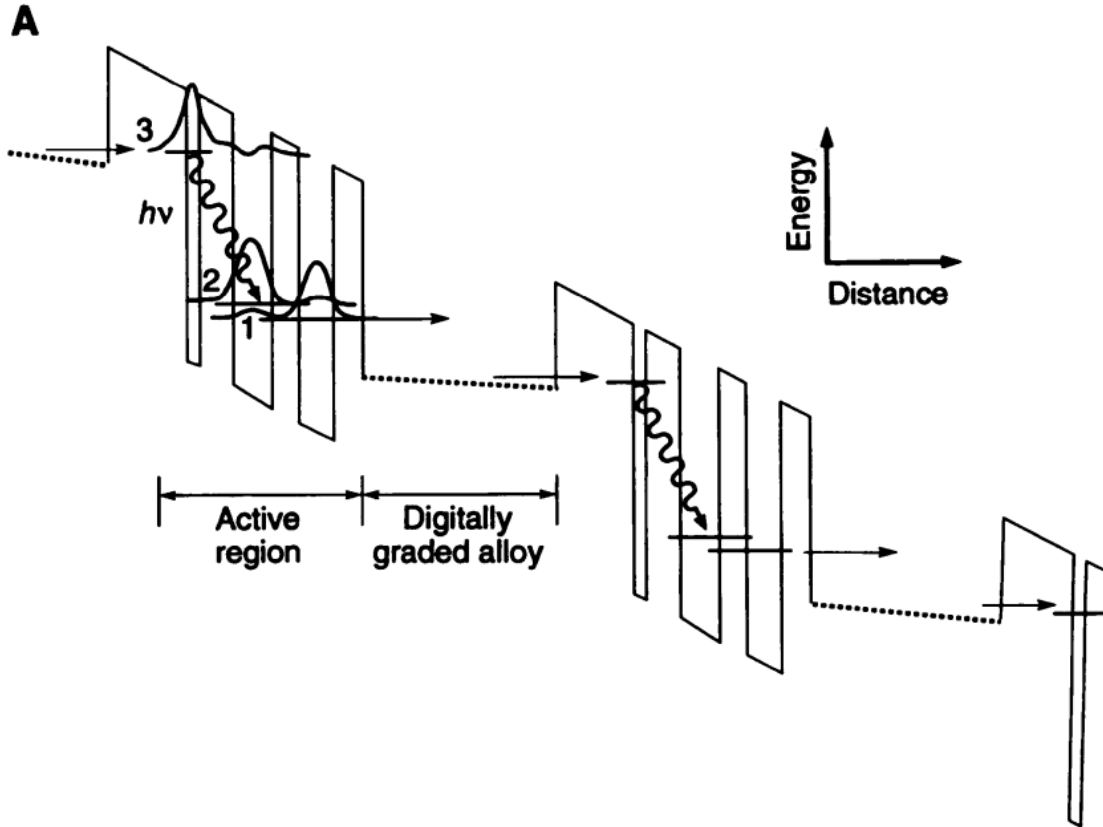 A
3
hν
2
1
Energy
Distance
Active
region
Digitally
graded alloy